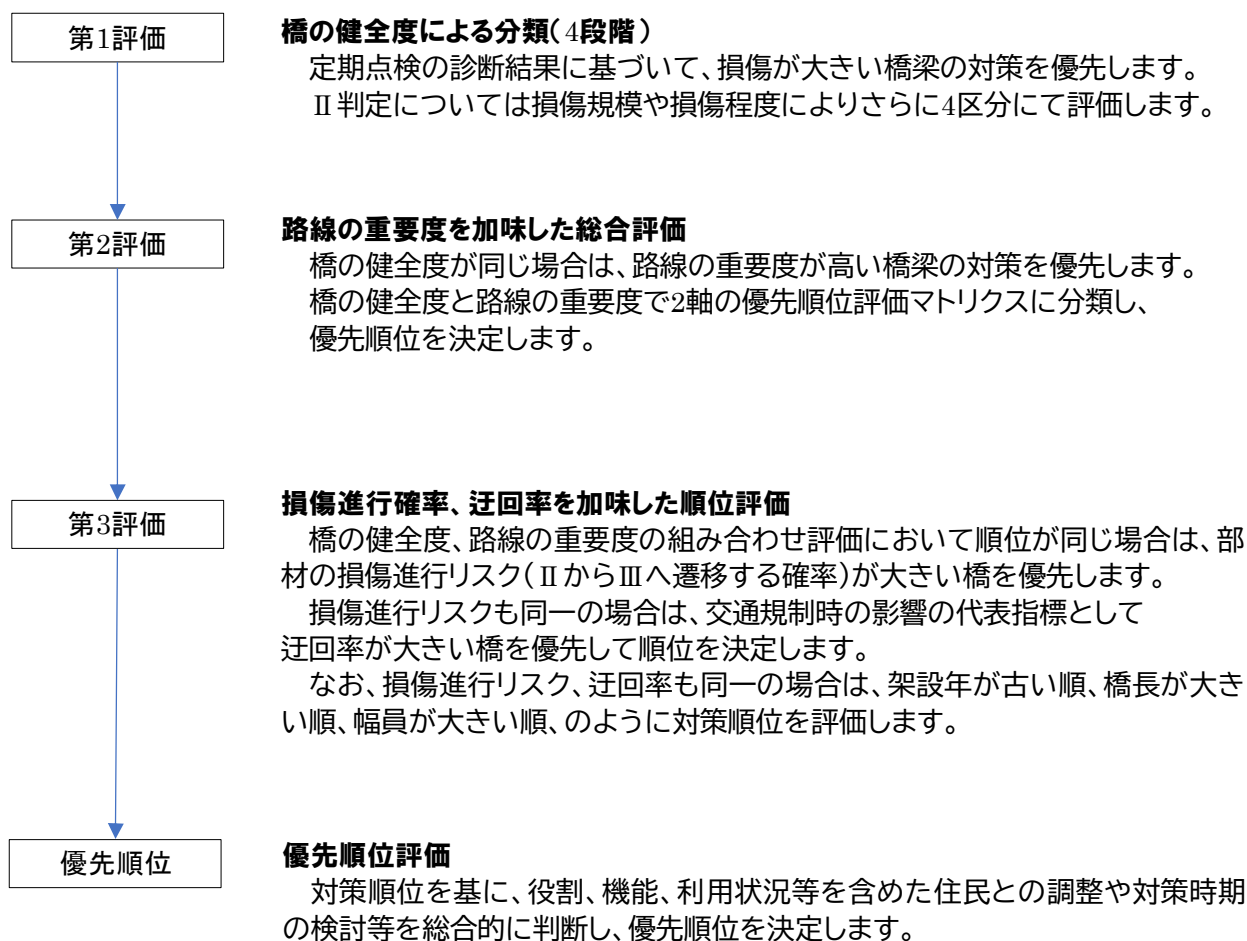 第1評価
橋の健全度による分類(4段階)
定期点検の診断結果に基づいて、損傷が大きい橋梁の対策を優先します。
Ⅱ判定については損傷規模や損傷程度によりさらに4区分にて評価します。
第2評価
路線の重要度を加味した総合評価
橋の健全度が同じ場合は、路線の重要度が高い橋梁の対策を優先します。
橋の健全度と路線の重要度で2軸の優先順位評価マトリクスに分類し、
優先順位を決定します。
第3評価
損傷進行確率、迂回率を加味した順位評価
橋の健全度、路線の重要度の組み合わせ評価において順位が同じ場合は、部
材の損傷進行リスク(ⅡからⅢへ遷移する確率)が大きい橋を優先します。
損傷進行リスクも同一の場合は、交通規制時の影響の代表指標として
迂回率が大きい橋を優先して順位を決定します。
なお、損傷進行リスク、迂回率も同一の場合は、架設年が古い順、橋長が大き
い順、幅員が大きい順、のように対策順位を評価します。
優先順位
優先順位評価
対策順位を基に、役割、機能、利用状況等を含めた住民との調整や対策時期
の検討等を総合的に判断し、優先順位を決定します。